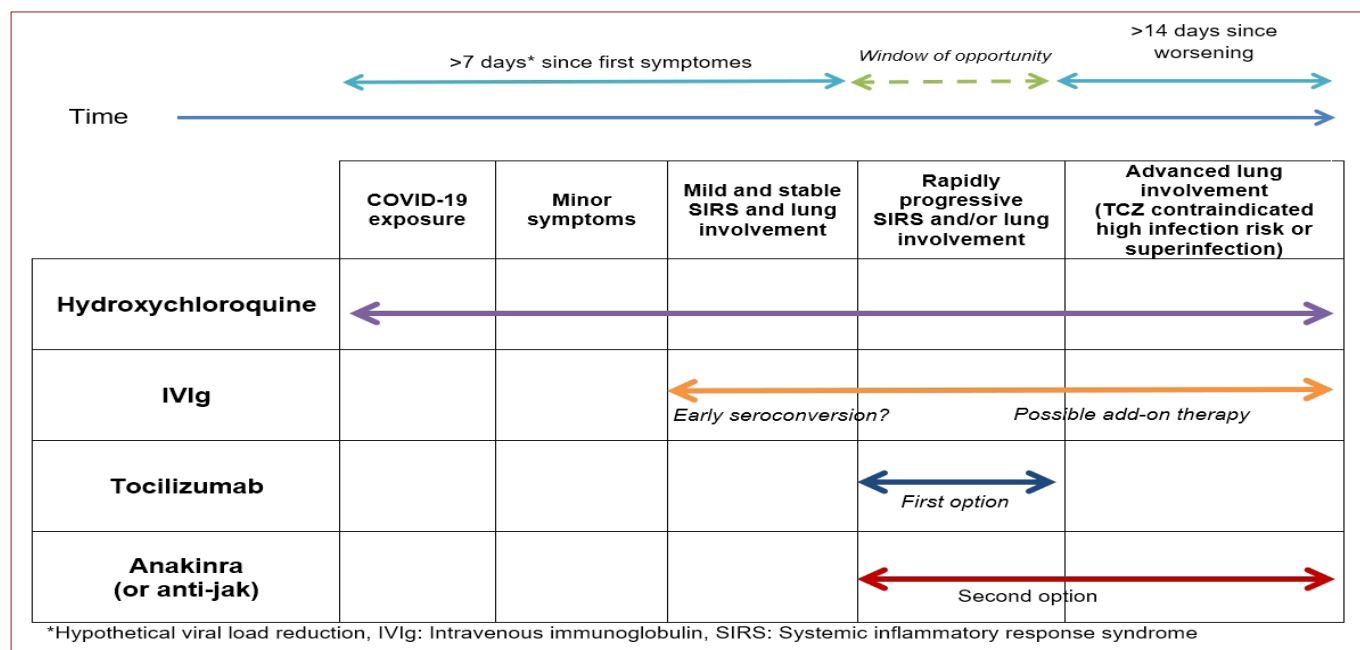 >14 days since
worsening
>7 days* since first symptomes
Window of opportunity
Time
COVID-19
exposure
Minor
symptoms
Mild and stable
SIRS and lung
involvement
Rapidly
progressive
SIRS and/or lung
involvement
Advanced lung
involvement
(TCZ contraindicated
high infection risk or
superinfection)
Hydroxychloroquine
IVIg
Early seroconversion?
Possible add-on therapy
Tocilizumab
First option
Anakinra
(or anti-jak)
Second option
*Hypothetical viral load reduction, IVIg: Intravenous immunoglobulin, SIRS: Systemic inflammatory response syndrome